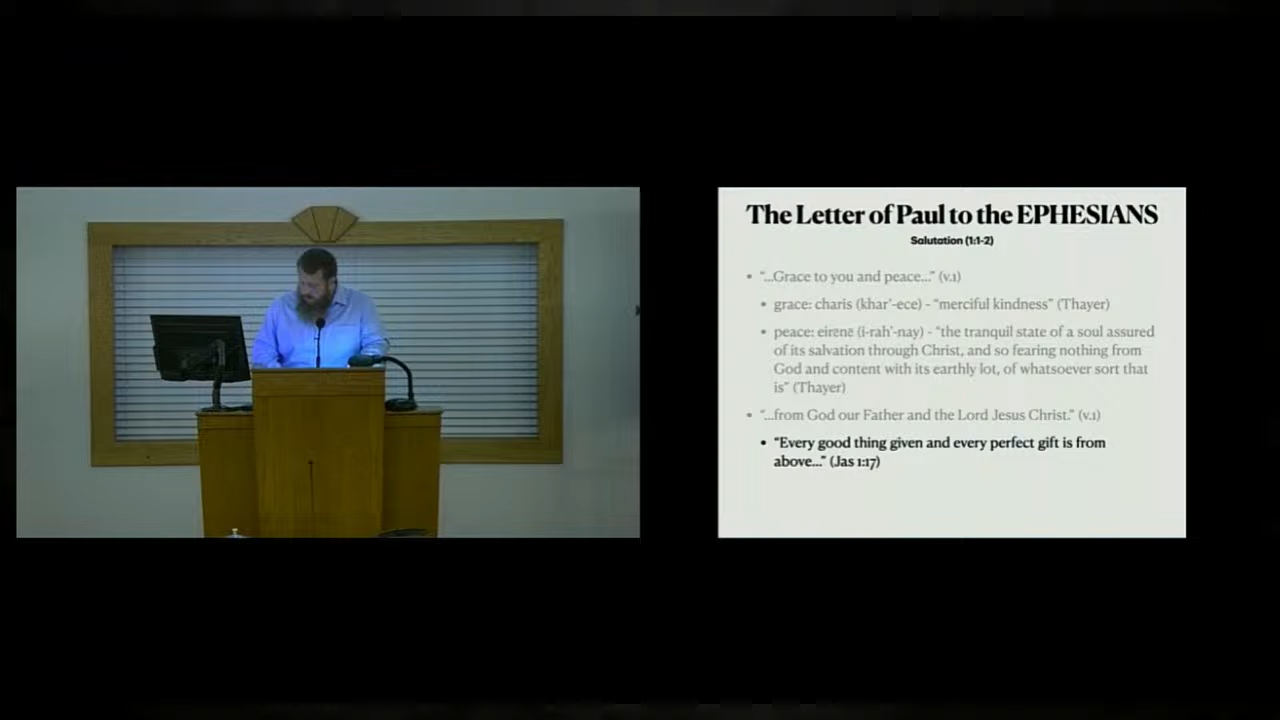 The Letter of Paul to the EPHESIANS
Salutation (1:1-2)
• “...Grace to you and peace...” (v.1)
• grace: charis (khar’-ece) - “merciful kindness” (Thayer)
• peace: eirēnē (i-rah’-nay) - “the tranquil state of a soul assured
of its salvation through Christ, and so fearing nothing from
God and content with its earthly lot, of whatsoever sort that
is” (Thayer)
• “...from God our Father and the Lord Jesus Christ.” (v.1)
• “Every good thing given and every perfect gift is from
above...” (Jas 1:17)